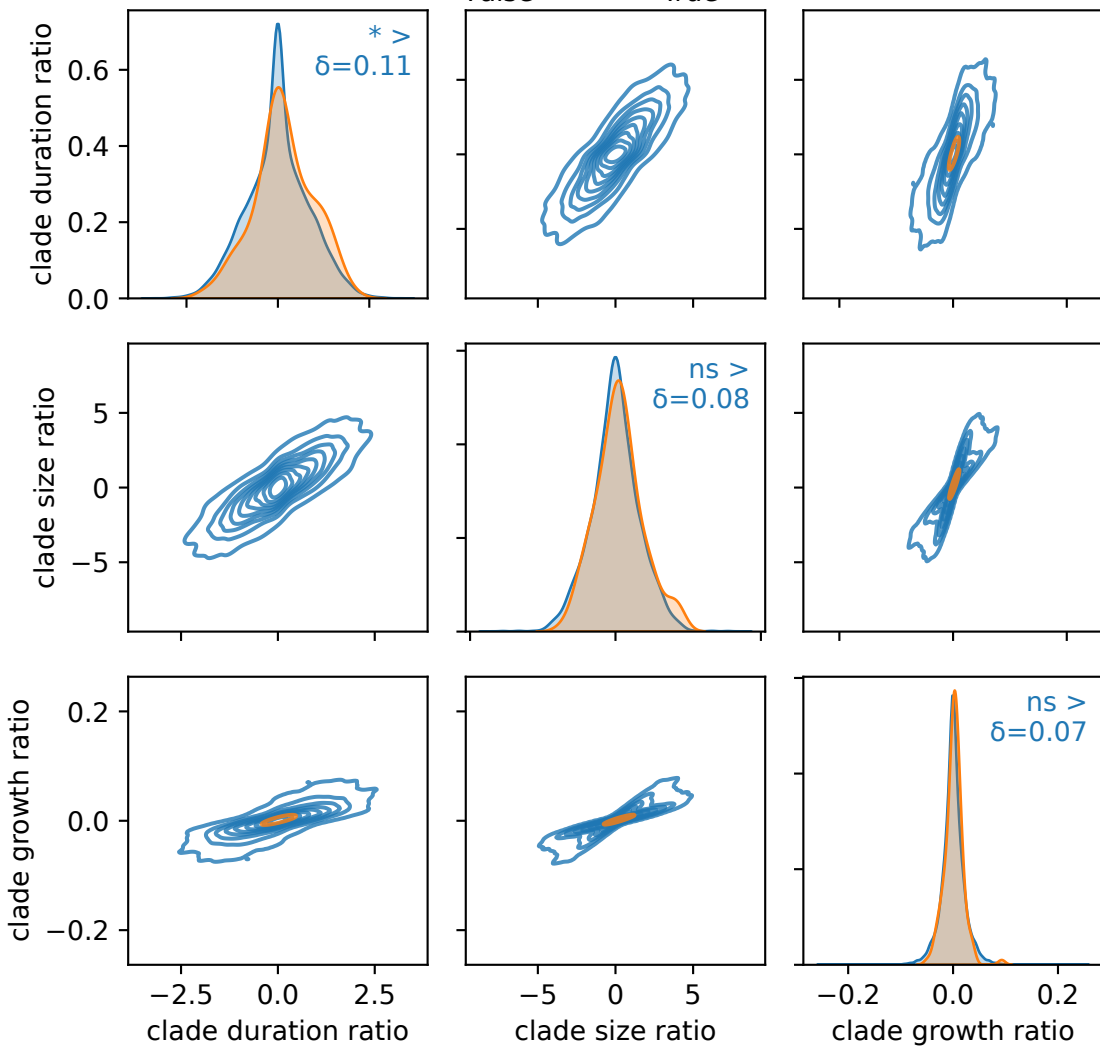 * >
δ=0.11
clade duration ratio
0.6
0.4
0.2
0.0
ns >
δ=0.08
clade size ratio
5
0
−5
ns >
δ=0.07
clade growth ratio
0.2
0.0
−0.2
−2.5 0.0 2.5 −5 0 5 −0.2 0.0 0.2
clade duration ratio clade size ratio clade growth ratio